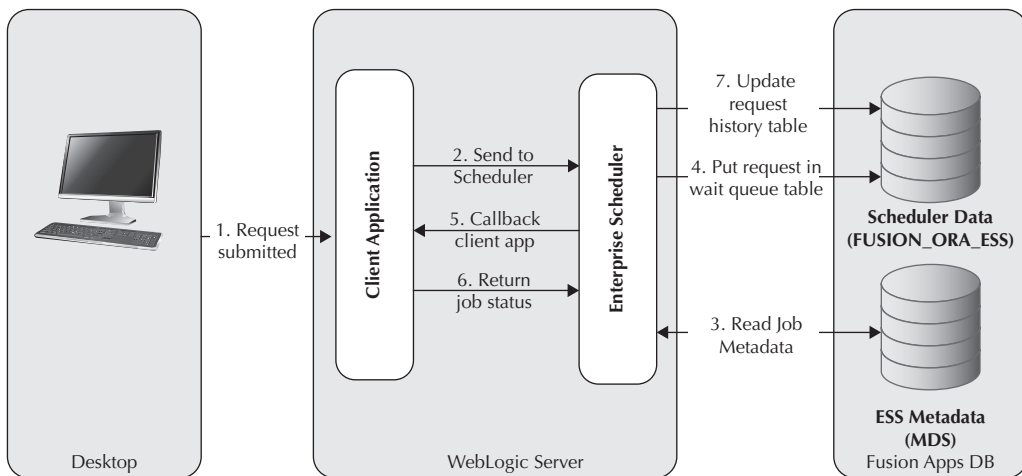 1. Request
submitted
Desktop
Client Application
2. Send to
Scheduler
5. Callback
client app
6. Return
job status
Enterprise Scheduler
WebLogic Server
7. Update
request
history table
4. Put request in
wait queue table
3. Read Job
Metadata
Scheduler Data
(FUSION_ORA_ESS)
ESS Metadata
(MDS)
Fusion Apps DB